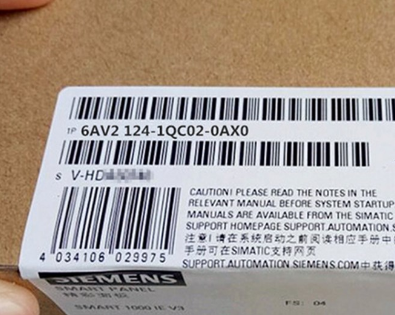 1P 6AV2 124-1QC02-0AX0
S V-HD
CAUTION! PLEASE READ THE NOTES IN THE
RELEVANT MANUAL BEFORE SYSTEM STARTUP
MANUALS ARE AVAILABLE FROM THE SIMATIC
SUPPORT HOMEPAGE SUPPORT.AUTOMATION.S
注意！请在系统启动之前阅读相应手册中
手册可在SIMATIC支持网页
SUPPORT.AUTOMATION.SIEMENS.COM中获得
4 034106 029975
SIEMENS
SMART PANEL
精彩面板
SMART 1000 IE V3
FS: 04